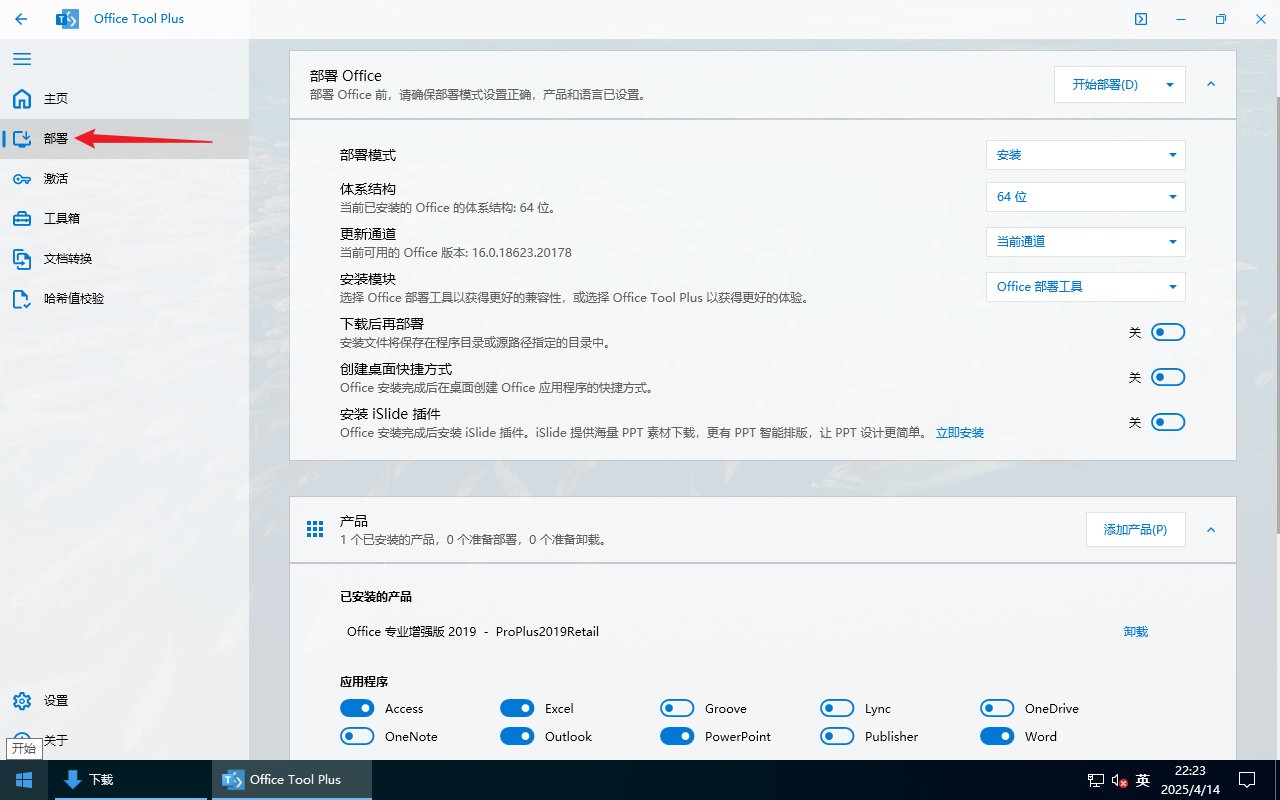 Office Tool Plus
主页
部署
激活
工具箱
文档转换
哈希值校验
设置
关于
开始
部署 Office
部署 Office 前，请确保部署模式设置正确，产品和语言已设置。
开始部署(D)
部署模式
安装
体系结构
当前已安装的 Office 的体系结构: 64 位。
64 位
更新通道
当前可用的 Office 版本: 16.0.18623.20178
当前通道
安装模块
选择 Office 部署工具以获得更好的兼容性，或选择 Office Tool Plus 以获得更好的体验。
Office 部署工具
下载后再部署
安装文件将保存在程序目录或源路径指定的目录中。
关
创建桌面快捷方式
Office 安装完成后在桌面创建 Office 应用程序的快捷方式。
关
安装 iSlide 插件
Office 安装完成后安装 iSlide 插件。iSlide 提供海量 PPT 素材下载，更有 PPT 智能排版，让 PPT 设计更简单。 立即安装
关
产品
1 个已安装的产品，0 个准备部署，0 个准备卸载。
添加产品(P)
已安装的产品
Office 专业增强版 2019 - ProPlus2019Retail
卸载
应用程序
Access Excel Groove Lync OneDrive
OneNote Outlook PowerPoint Publisher Word
下载
Office Tool Plus
英
22:23
2025/4/14